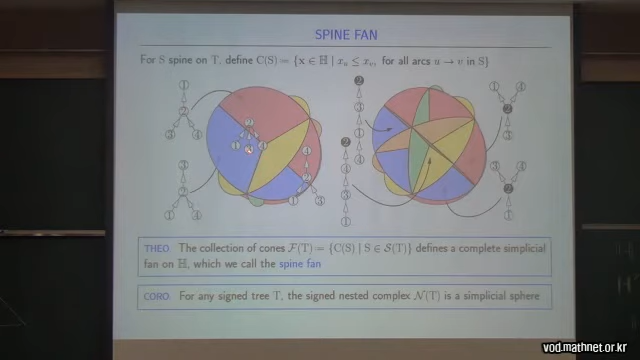 SPINE FAN
For S spine on T, define C(S) = {x ∈ ℍ | x_u ≤ x_v, for all arcs u → v in S}
THEO. The collection of cones 𝓕(T) = {C(S) | S ∈ 𝓢(T)} defines a complete simplicial
fan on ℍ, which we call the spine fan
CORO. For any signed tree T, the signed nested complex 𝓝(T) is a simplicial sphere
vod.mathnet.or.kr